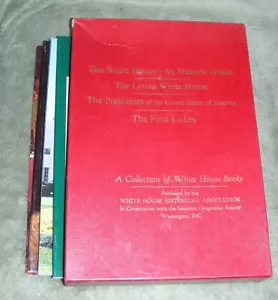 The White House - An Historic Guide
The Living White House
The Presidents of the United States of America
The First Ladies
A Collection of White House Books
Published by the
WHITE HOUSE HISTORICAL ASSOCIATION
In Cooperation with the National Geographic Society
Washington, D.C.